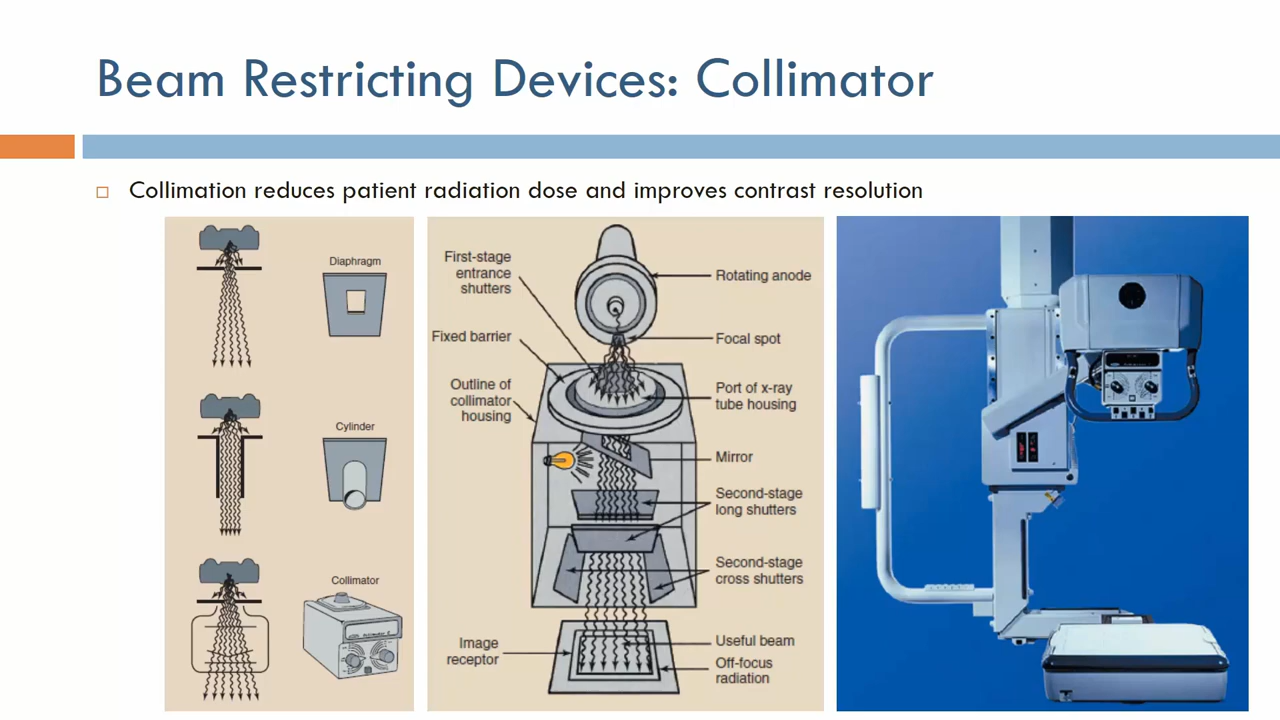 Beam Restricting Devices: Collimator
Collimation reduces patient radiation dose and improves contrast resolution
Diaphragm
Cylinder
Collimator
First-stage
entrance
shutters
Fixed barrier
Outline of
collimator
housing
Image
receptor
Rotating anode
Focal spot
Port of x-ray
tube housing
Mirror
Second-stage
long shutters
Second-stage
cross shutters
Useful beam
Off-focus
radiation